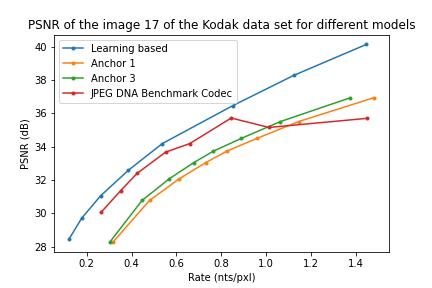 PSNR of the image 17 of the Kodak data set for different models
40
38
36
34
32
30
28
PSNR (dB)
Learning based
Anchor 1
Anchor 3
JPEG DNA Benchmark Codec
0.2 0.4 0.6 0.8 1.0 1.2 1.4
Rate (nts/pxl)